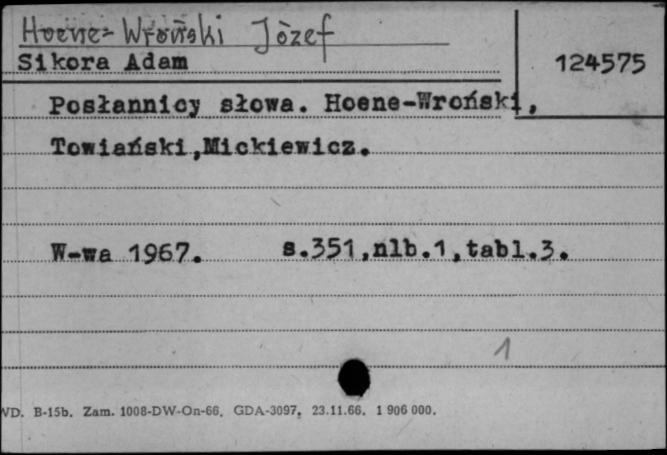 Hoene-Wroński Józef
Sikora Adam
124575
Posłannicy słowa. Hoene-Wroński,
Towiański,Mickiewicz.
W-wa 1967. s.351,nlb.1,tabl.3.
1
WD. B-15b. Zam. 1008-DW-On-66. GDA-3097, 23.11.66. 1 906 000.